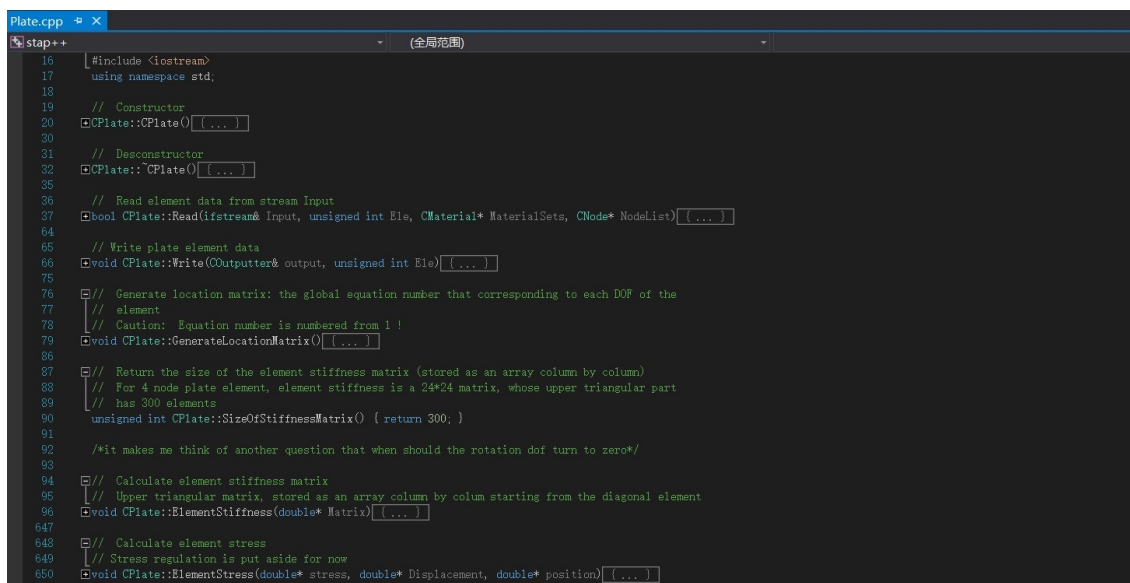 Plate.cpp
stap++ (全局范围)
16 #include <iostream>
17 using namespace std;
18
19 // Constructor
20 CPlate::CPlate() { ... }
30
31 // Desconstructor
32 CPlate::~CPlate() { ... }
35
36 // Read element data from stream Input
37 bool CPlate::Read(ifstream& Input, unsigned int Ele, CMaterial* MaterialSets, CNode* NodeList) { ... }
64
65 // Write plate element data
66 void CPlate::Write(COutputter& output, unsigned int Ele) { ... }
75
76 // Generate location matrix: the global equation number that corresponding to each DOF of the
77 // element
78 // Caution: Equation number is numbered from 1 !
79 void CPlate::GenerateLocationMatrix() { ... }
86
87 // Return the size of the element stiffness matrix (stored as an array column by column)
88 // For 4 node plate element, element stiffness is a 24*24 matrix, whose upper triangular part
89 // has 300 elements
90 unsigned int CPlate::SizeOfStiffnessMatrix() { return 300; }
91
92 /*it makes me think of another question that when should the rotation dof turn to zero*/
93
94 // Calculate element stiffness matrix
95 // Upper triangular matrix, stored as an array column by colum starting from the diagonal element
96 void CPlate::ElementStiffness(double* Matrix) { ... }
647
648 // Calculate element stress
649 // Stress regulation is put aside for now
650 void CPlate::ElementStress(double* stress, double* Displacement, double* position) { ... }